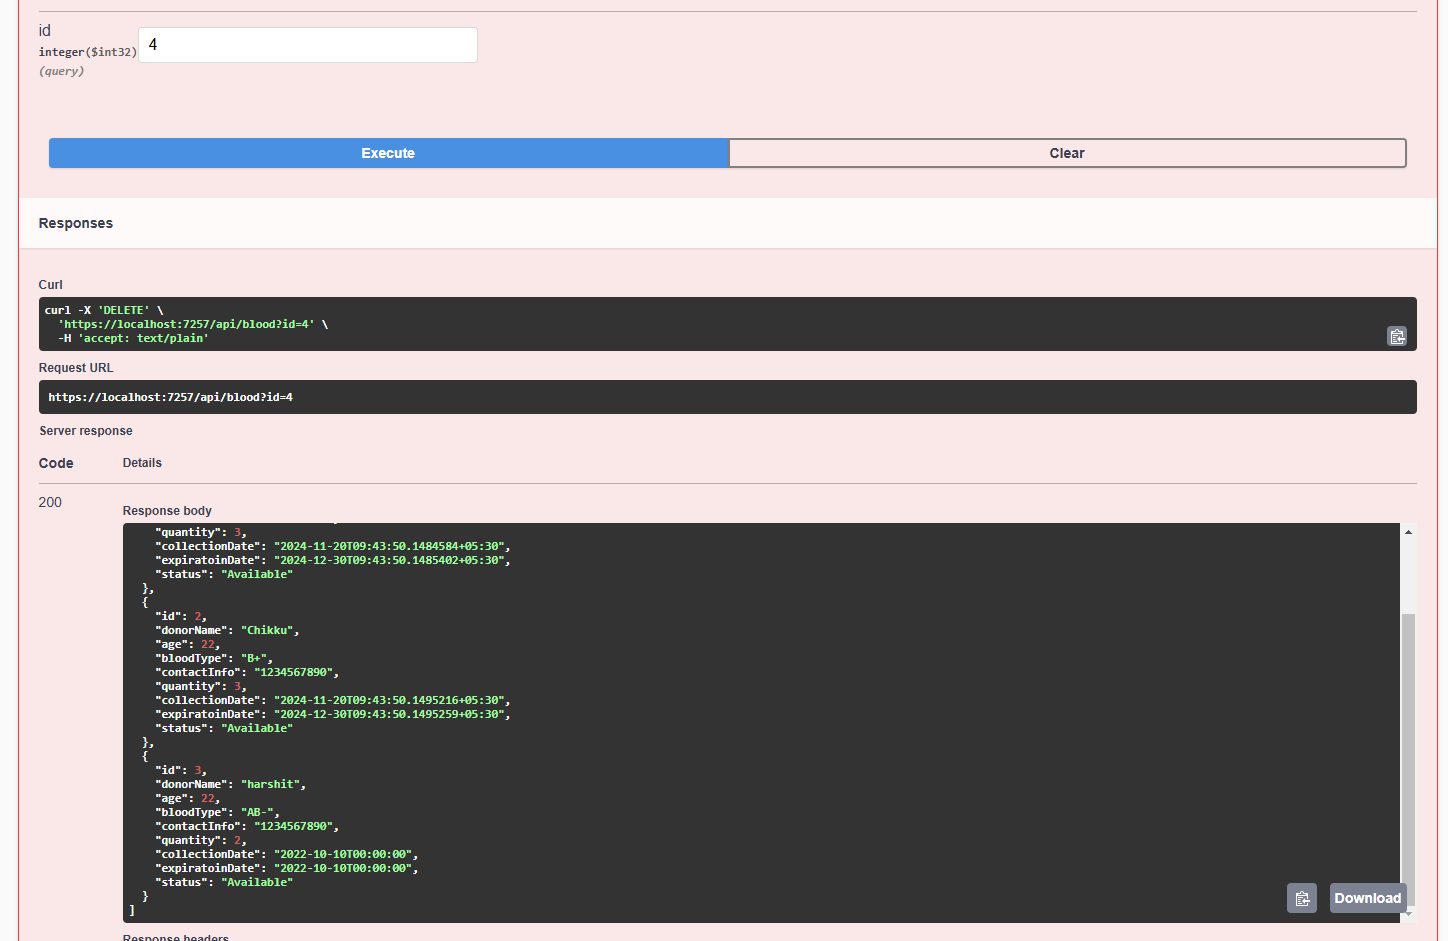 id
integer($int32)
(query)
4
Execute
Clear
Responses
Curl
curl -X 'DELETE' \
  'https://localhost:7257/api/blood?id=4' \
  -H 'accept: text/plain'
Request URL
https://localhost:7257/api/blood?id=4
Server response
Code
Details
200
Response body
    "quantity": 3,
    "collectionDate": "2024-11-20T09:43:50.1484584+05:30",
    "expiratoinDate": "2024-12-30T09:43:50.1485402+05:30",
    "status": "Available"
  },
  {
    "id": 2,
    "donorName": "Chikku",
    "age": 22,
    "bloodType": "B+",
    "contactInfo": "1234567890",
    "quantity": 3,
    "collectionDate": "2024-11-20T09:43:50.1495216+05:30",
    "expiratoinDate": "2024-12-30T09:43:50.1495259+05:30",
    "status": "Available"
  },
  {
    "id": 3,
    "donorName": "harshit",
    "age": 22,
    "bloodType": "AB-",
    "contactInfo": "1234567890",
    "quantity": 2,
    "collectionDate": "2022-10-10T00:00:00",
    "expiratoinDate": "2022-10-10T00:00:00",
    "status": "Available"
  }
]
Download
Response headers